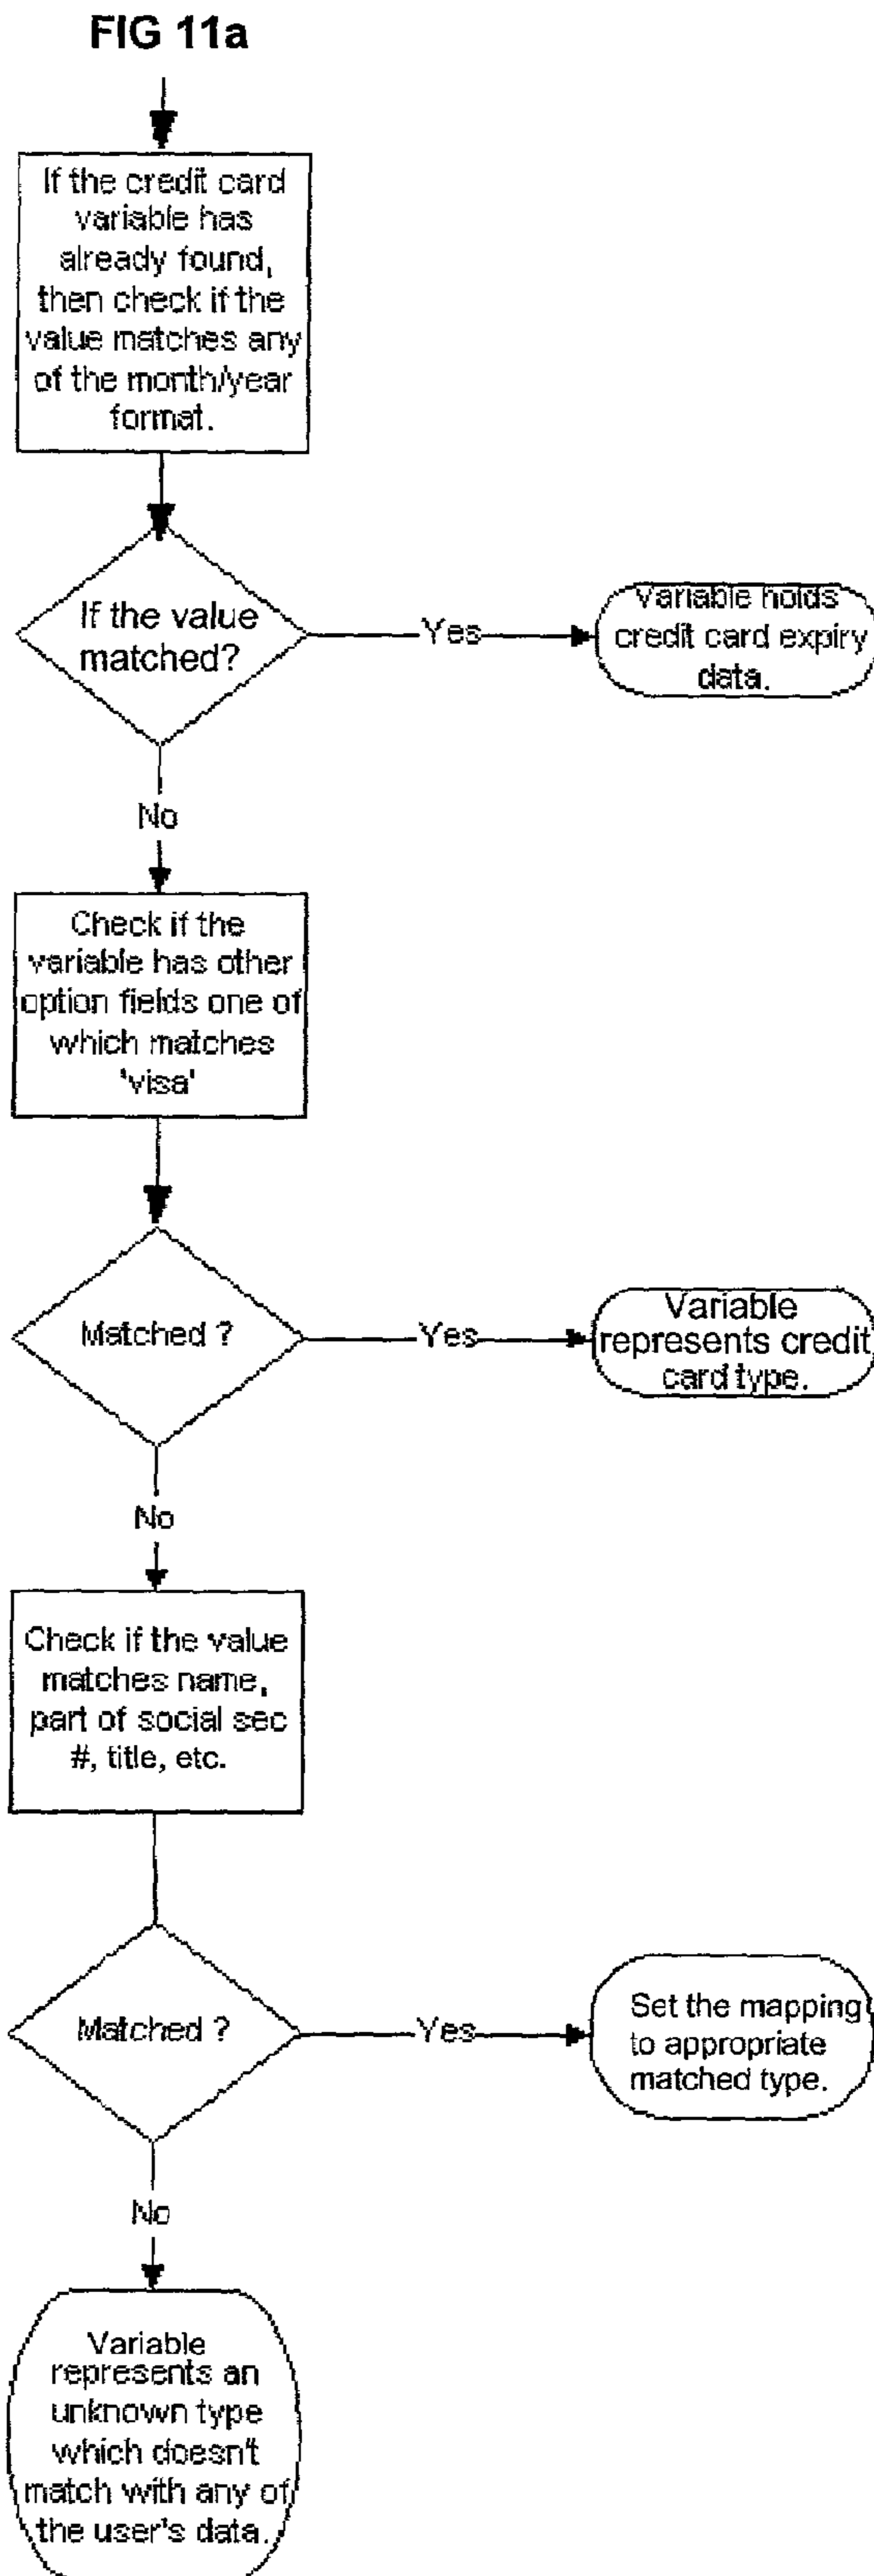 FIG 11a
If the credit card
variable has
already found,
then check if the
value matches any
of the month/year
format.
If the value
matched?
Yes
Variable holds
credit card expiry
data.
No
Check if the
variable has other
option fields one of
which matches
'visa'
Matched ?
Yes
Variable
represents credit
card type.
No
Check if the value
matches name,
part of social sec
#, title, etc.
Matched ?
Yes
Set the mapping
to appropriate
matched type.
No
Variable
represents an
unknown type
which doesn't
match with any of
the user's data.